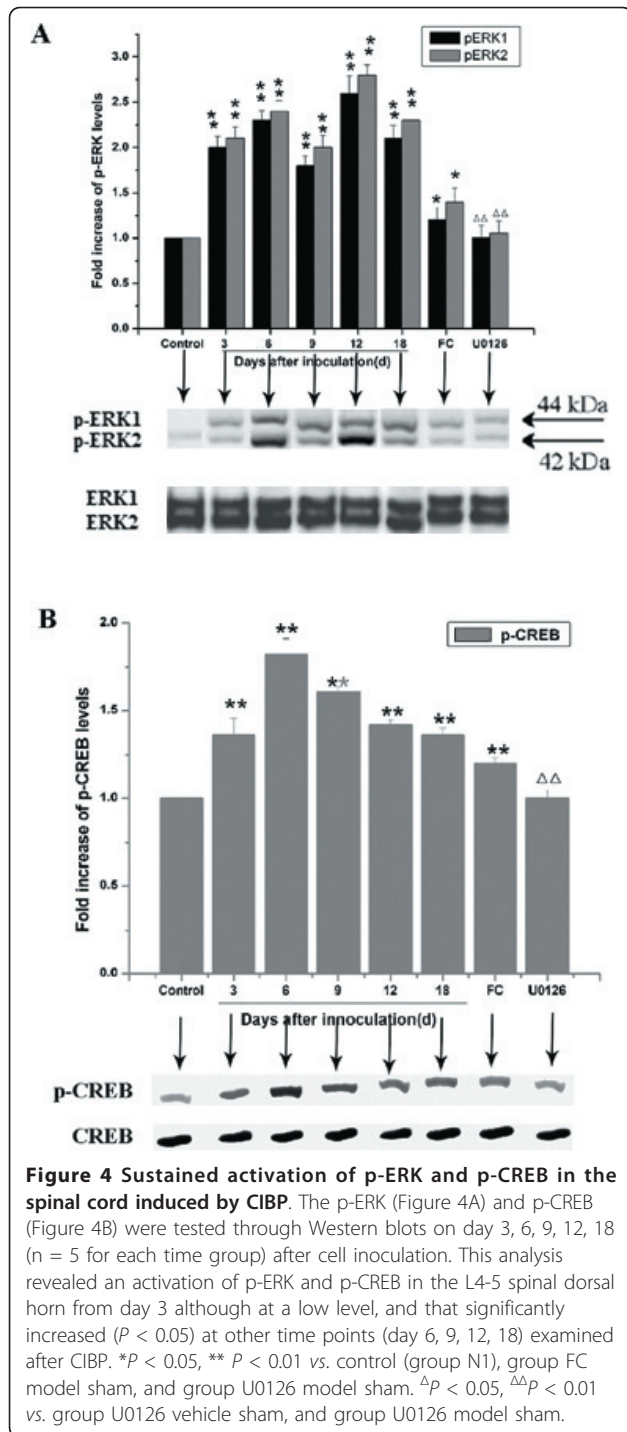 A
pERK1
pERK2
Fold increase of p-ERK levels
3.0
2.5
2.0
1.5
1.0
0.5
0.0
** ** ** ** ** ** ** ** ** ** * * ΔΔ ΔΔ
Control 3 6 9 12 18 FC U0126
Days after inoculation(d)
p-ERK1
p-ERK2
44 kDa
42 kDa
ERK1
ERK2
B
p-CREB
Fold increase of p-CREB levels
2.0
1.5
1.0
0.5
0.0
** ** ** ** ** ** ΔΔ
Control 3 6 9 12 18 FC U0126
Days after innoculation(d)
p-CREB
CREB
Figure 4 Sustained activation of p-ERK and p-CREB in the
spinal cord induced by CIBP. The p-ERK (Figure 4A) and p-CREB
(Figure 4B) were tested through Western blots on day 3, 6, 9, 12, 18
(n = 5 for each time group) after cell inoculation. This analysis
revealed an activation of p-ERK and p-CREB in the L4-5 spinal dorsal
horn from day 3 although at a low level, and that significantly
increased (P < 0.05) at other time points (day 6, 9, 12, 18) examined
after CIBP. *P < 0.05, ** P < 0.01 vs. control (group N1), group FC
model sham, and group U0126 model sham. ΔP < 0.05, ΔΔP < 0.01
vs. group U0126 vehicle sham, and group U0126 model sham.